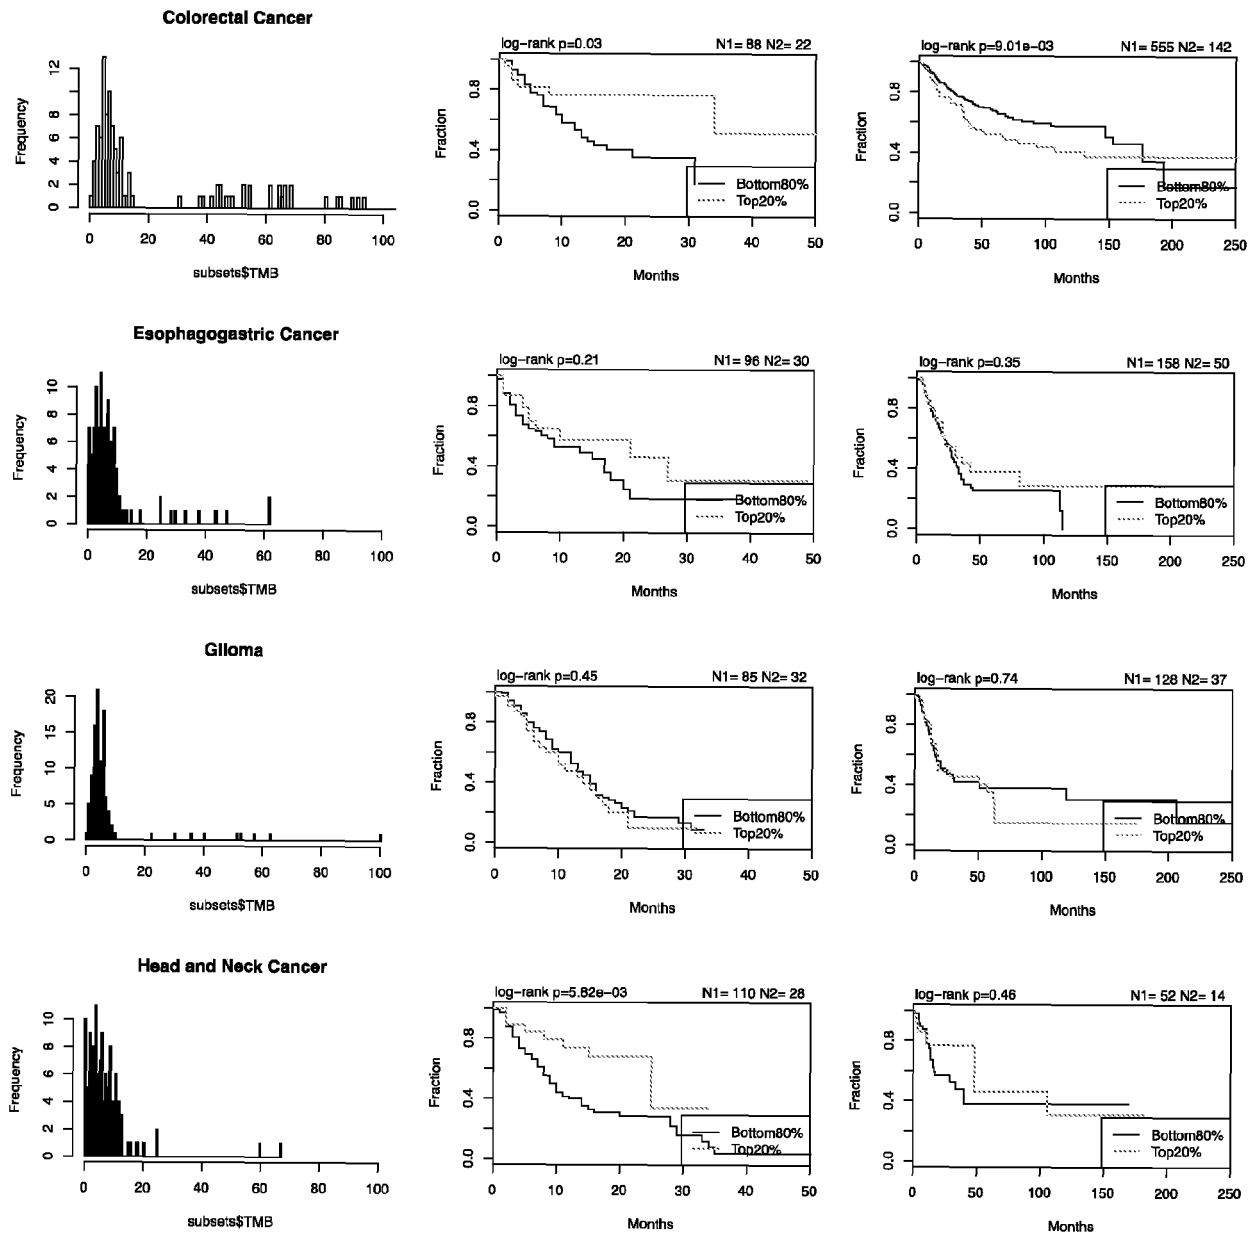 Colorectal Cancer
Frequency
0 2 4 6 8 12
0 20 40 60 80 100
subsets$TMB
log-rank p=0.03 N1= 88 N2= 22
Fraction
0.0 0.4 0.8
Bottom80%
Top20%
0 10 20 30 40 50
Months
log-rank p=9.01e-03 N1= 555 N2= 142
Fraction
0.0 0.4 0.8
Bottom80%
Top20%
0 50 100 150 200 250
Months
Esophagogastric Cancer
Frequency
0 2 4 6 8 10
0 20 40 60 80 100
subsets$TMB
log-rank p=0.21 N1= 96 N2= 30
Fraction
0.0 0.4 0.8
Bottom80%
Top20%
0 10 20 30 40 50
Months
log-rank p=0.35 N1= 158 N2= 50
Fraction
0.0 0.4 0.8
Bottom80%
Top20%
0 50 100 150 200 250
Months
Glioma
Frequency
0 5 10 15 20
0 20 40 60 80 100
subsets$TMB
log-rank p=0.45 N1= 85 N2= 32
Fraction
0.0 0.4 0.8
Bottom80%
Top20%
0 10 20 30 40 50
Months
log-rank p=0.74 N1= 128 N2= 37
Fraction
0.0 0.4 0.8
Bottom80%
Top20%
0 50 100 150 200 250
Months
Head and Neck Cancer
Frequency
0 2 4 6 8 10
0 20 40 60 80 100
subsets$TMB
log-rank p=5.82e-03 N1= 110 N2= 28
Fraction
0.0 0.4 0.8
Bottom80%
Top20%
0 10 20 30 40 50
Months
log-rank p=0.46 N1= 52 N2= 14
Fraction
0.0 0.4 0.8
Bottom80%
Top20%
0 50 100 150 200 250
Months